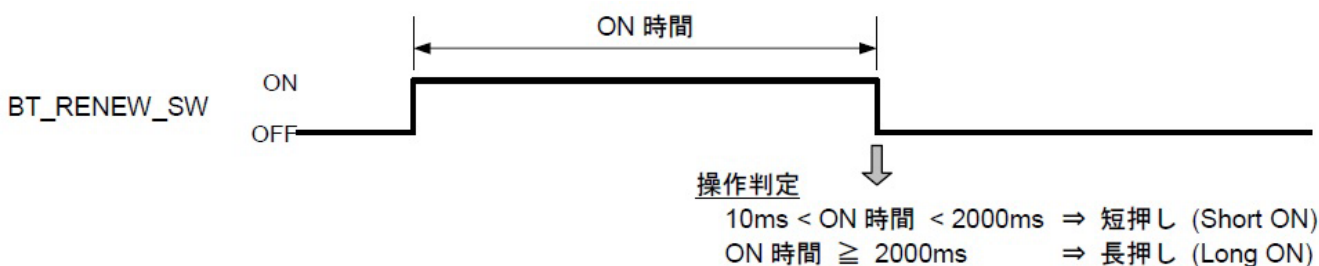 ON 時間
ON
BT_RENEW_SW
OFF
操作判定
10ms < ON 時間 < 2000ms ⇒ 短押し (Short ON)
ON 時間 ≧ 2000ms ⇒ 長押し (Long ON)